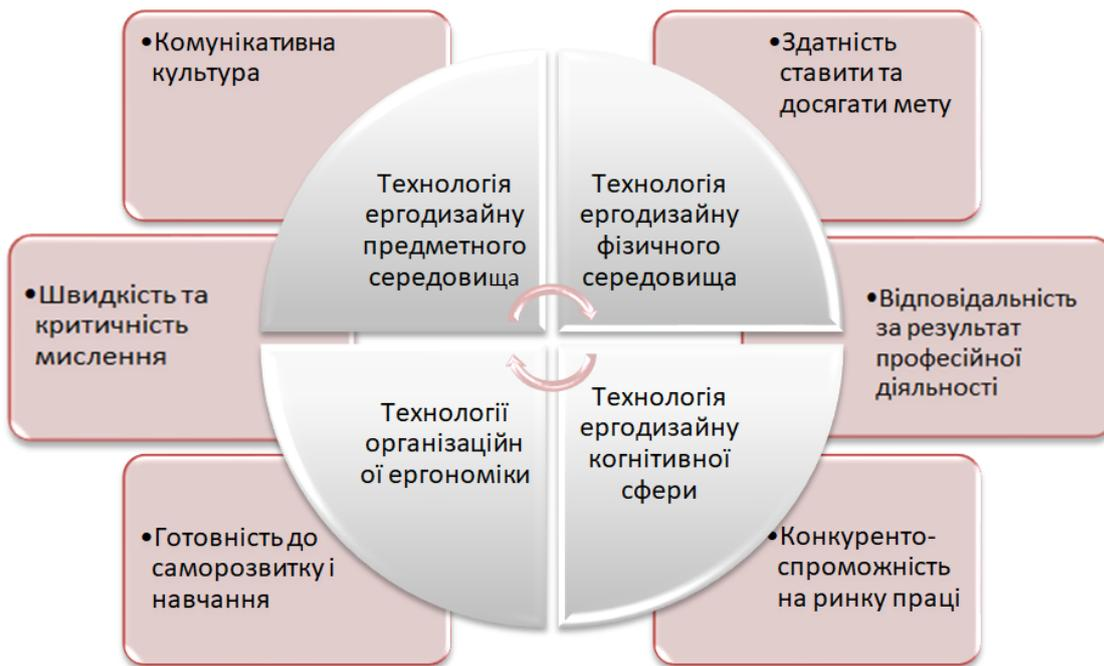 •Комунікативна
культура
•Здатність
ставити та
досягати мету
Технологія
ергодизайну
предметного
середовища
Технологія
ергодизайну
фізичного
середовища
•Швидкість та
критичність
мислення
•Відповідальність
за результат
професійної
діяльності
Технології
організаційн
ої ергономіки
Технологія
ергодизайну
когнітивної
сфери
•Готовність до
саморозвитку і
навчання
•Конкуренто-
спроможність
на ринку праці